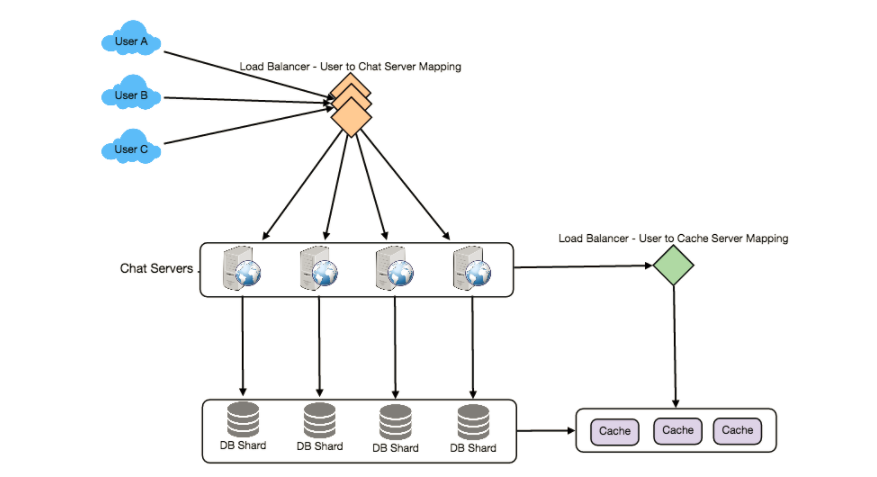 User A
Load Balancer - User to Chat Server Mapping
User B
User C
Load Balancer - User to Cache Server Mapping
Chat Servers
DB Shard
DB Shard
DB Shard
DB Shard
Cache
Cache
Cache